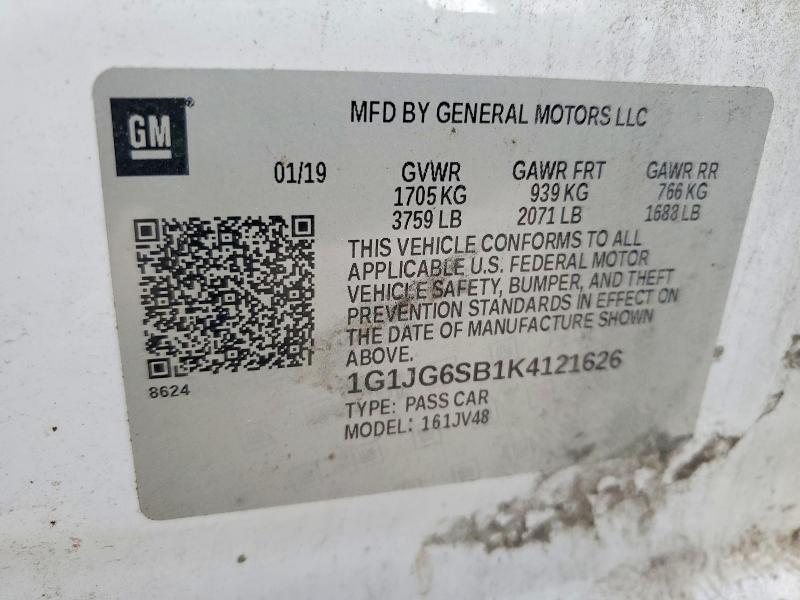 GM
MFD BY GENERAL MOTORS LLC
01/19 GVWR GAWR FRT GAWR RR
1705 KG 939 KG 766 KG
3759 LB 2071 LB 1688 LB
THIS VEHICLE CONFORMS TO ALL
APPLICABLE U.S. FEDERAL MOTOR
VEHICLE SAFETY, BUMPER, AND THEFT
PREVENTION STANDARDS IN EFFECT ON
THE DATE OF MANUFACTURE SHOWN
ABOVE.
8624
1G1JG6SB1K4121626
TYPE: PASS CAR
MODEL: 161JV48